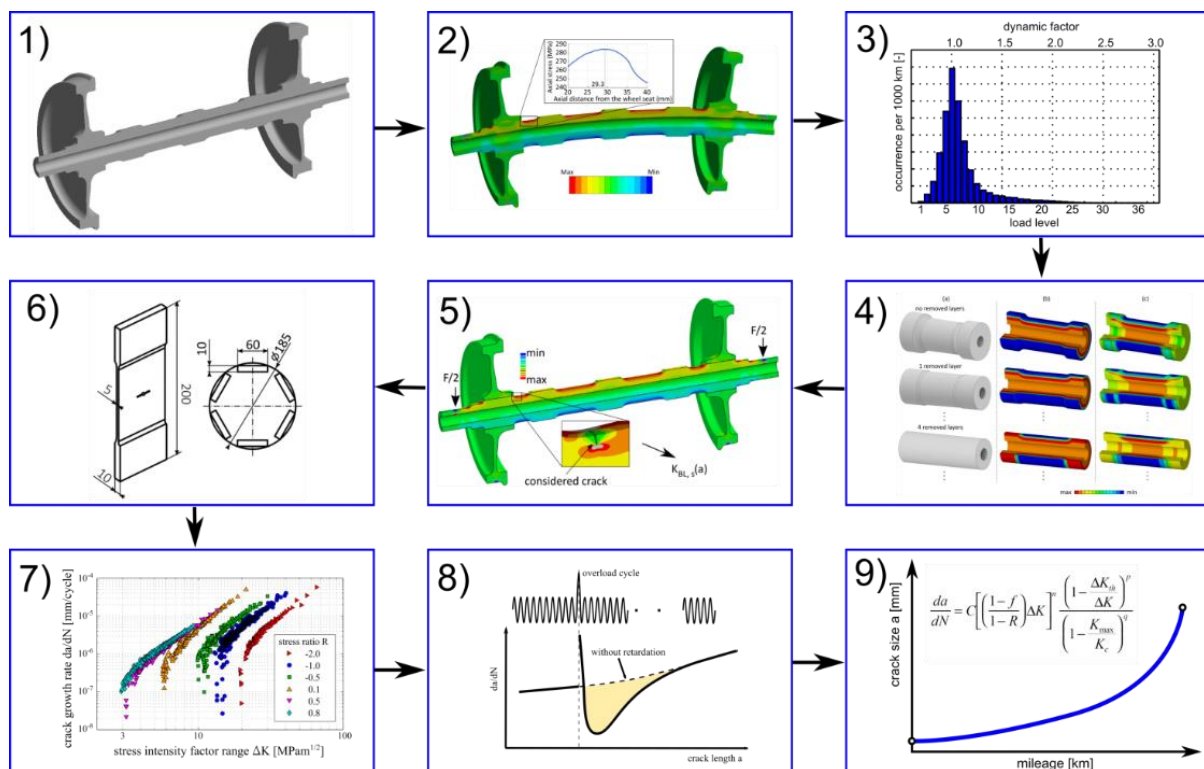 1)
2)
Axial stress (MPa)
290
280
270
260
250
240
29.3
20 25 30 35 40
Axial distance from the wheel seat (mm)
Max
Min
3)
dynamic factor
1.0 1.5 2.0 2.5 3.0
occurrence per 1000 km [-]
1 5 10 15 20 25 30 36
load level
6)
10
60
ø185
200
5
10
5)
min
max
F/2
F/2
considered crack
K_BL, s(a)
4)
(a)
(b)
(c)
no removed layers
1 removed layer
4 removed layers
max
min
7)
crack growth rate da/dN [mm/cycle]
10^-4
10^-5
10^-6
10^-7
10^-8
stress ratio R
-2.0
-1.0
-0.5
0.1
0.5
0.8
3 10 100
stress intensity factor range ΔK [MPam^1/2]
8)
overload cycle
without retardation
da/dN
crack length a
9)
crack size a [mm]
da/dN = C[((1-f)/(1-R))ΔK]^n (1-ΔK_th/ΔK)^p/(1-K_max/K_c)^q
mileage [km]